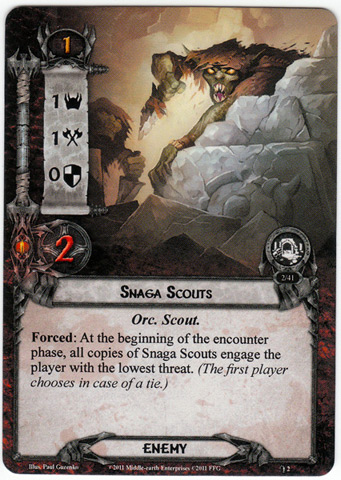 1
1
1
0
2
2/41
Snaga Scouts
Orc. Scout.
Forced: At the beginning of the encounter
phase, all copies of Snaga Scouts engage the
player with the lowest threat. (The first player
chooses in case of a tie.)
ENEMY
Illus. Paul Guzenko ©2011 Middle-earth Enterprises ©2011 FFG 2